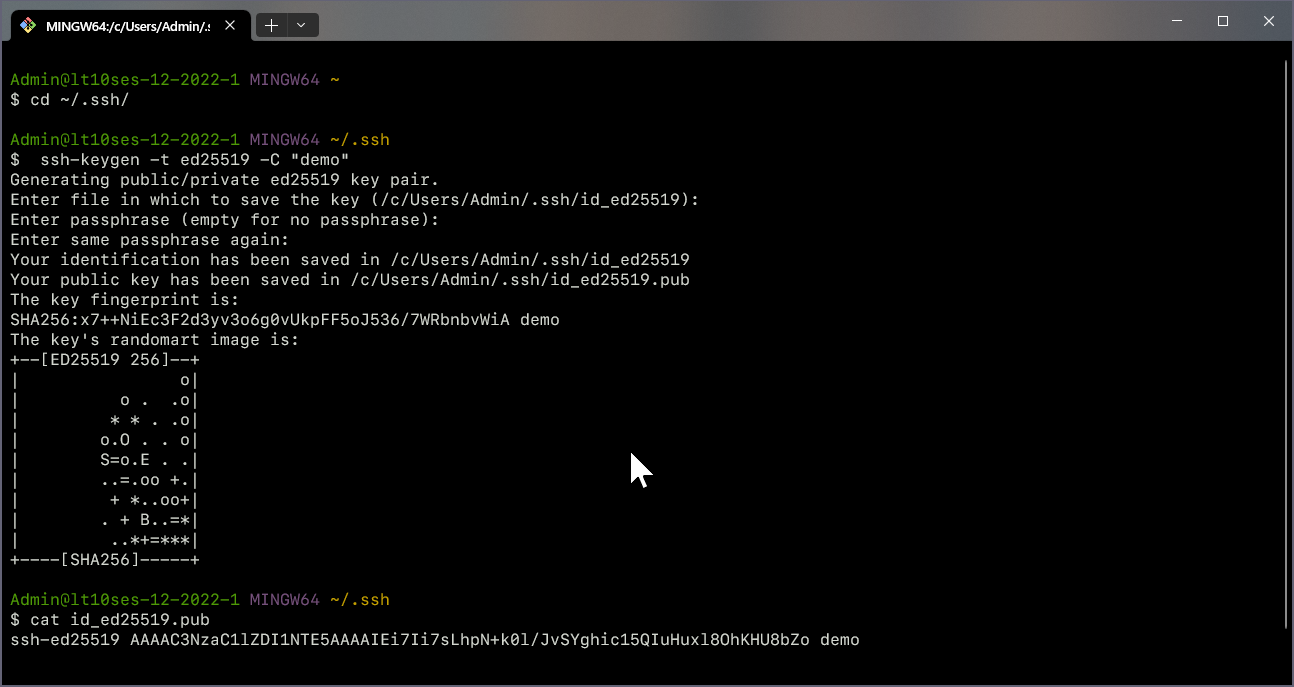 MINGW64:/c/Users/Admin/.s
Admin@lt10ses-12-2022-1 MINGW64 ~
$ cd ~/.ssh/
Admin@lt10ses-12-2022-1 MINGW64 ~/.ssh
$  ssh-keygen -t ed25519 -C "demo"
Generating public/private ed25519 key pair.
Enter file in which to save the key (/c/Users/Admin/.ssh/id_ed25519):
Enter passphrase (empty for no passphrase):
Enter same passphrase again:
Your identification has been saved in /c/Users/Admin/.ssh/id_ed25519
Your public key has been saved in /c/Users/Admin/.ssh/id_ed25519.pub
The key fingerprint is:
SHA256:x7++NiEc3F2d3yv3o6g0vUkpFF5oJ536/7WRbnbvWiA demo
The key's randomart image is:
+--[ED25519 256]--+
|                o|
|          o .  .o|
|         * * . .o|
|        o.O . . o|
|        S=o.E . .|
|        ..=.oo +.|
|         + *..oo+|
|        . + B..=*|
|         ..*+=***|
+----[SHA256]-----+
Admin@lt10ses-12-2022-1 MINGW64 ~/.ssh
$ cat id_ed25519.pub
ssh-ed25519 AAAAC3NzaC1lZDI1NTE5AAAAIEi7Ii7sLhpN+k0l/JvSYghic15QIuHuxl8OhKHU8bZo demo